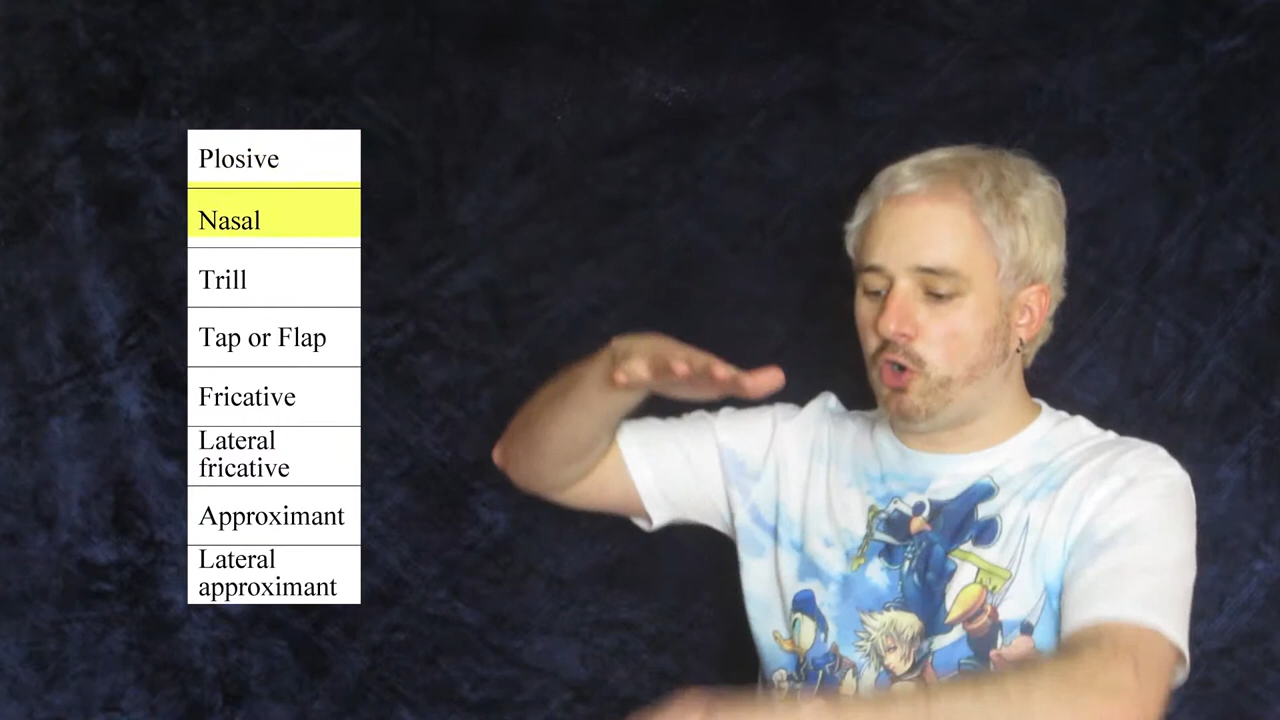 Plosive
Nasal
Trill
Tap or Flap
Fricative
Lateral
fricative
Approximant
Lateral
approximant